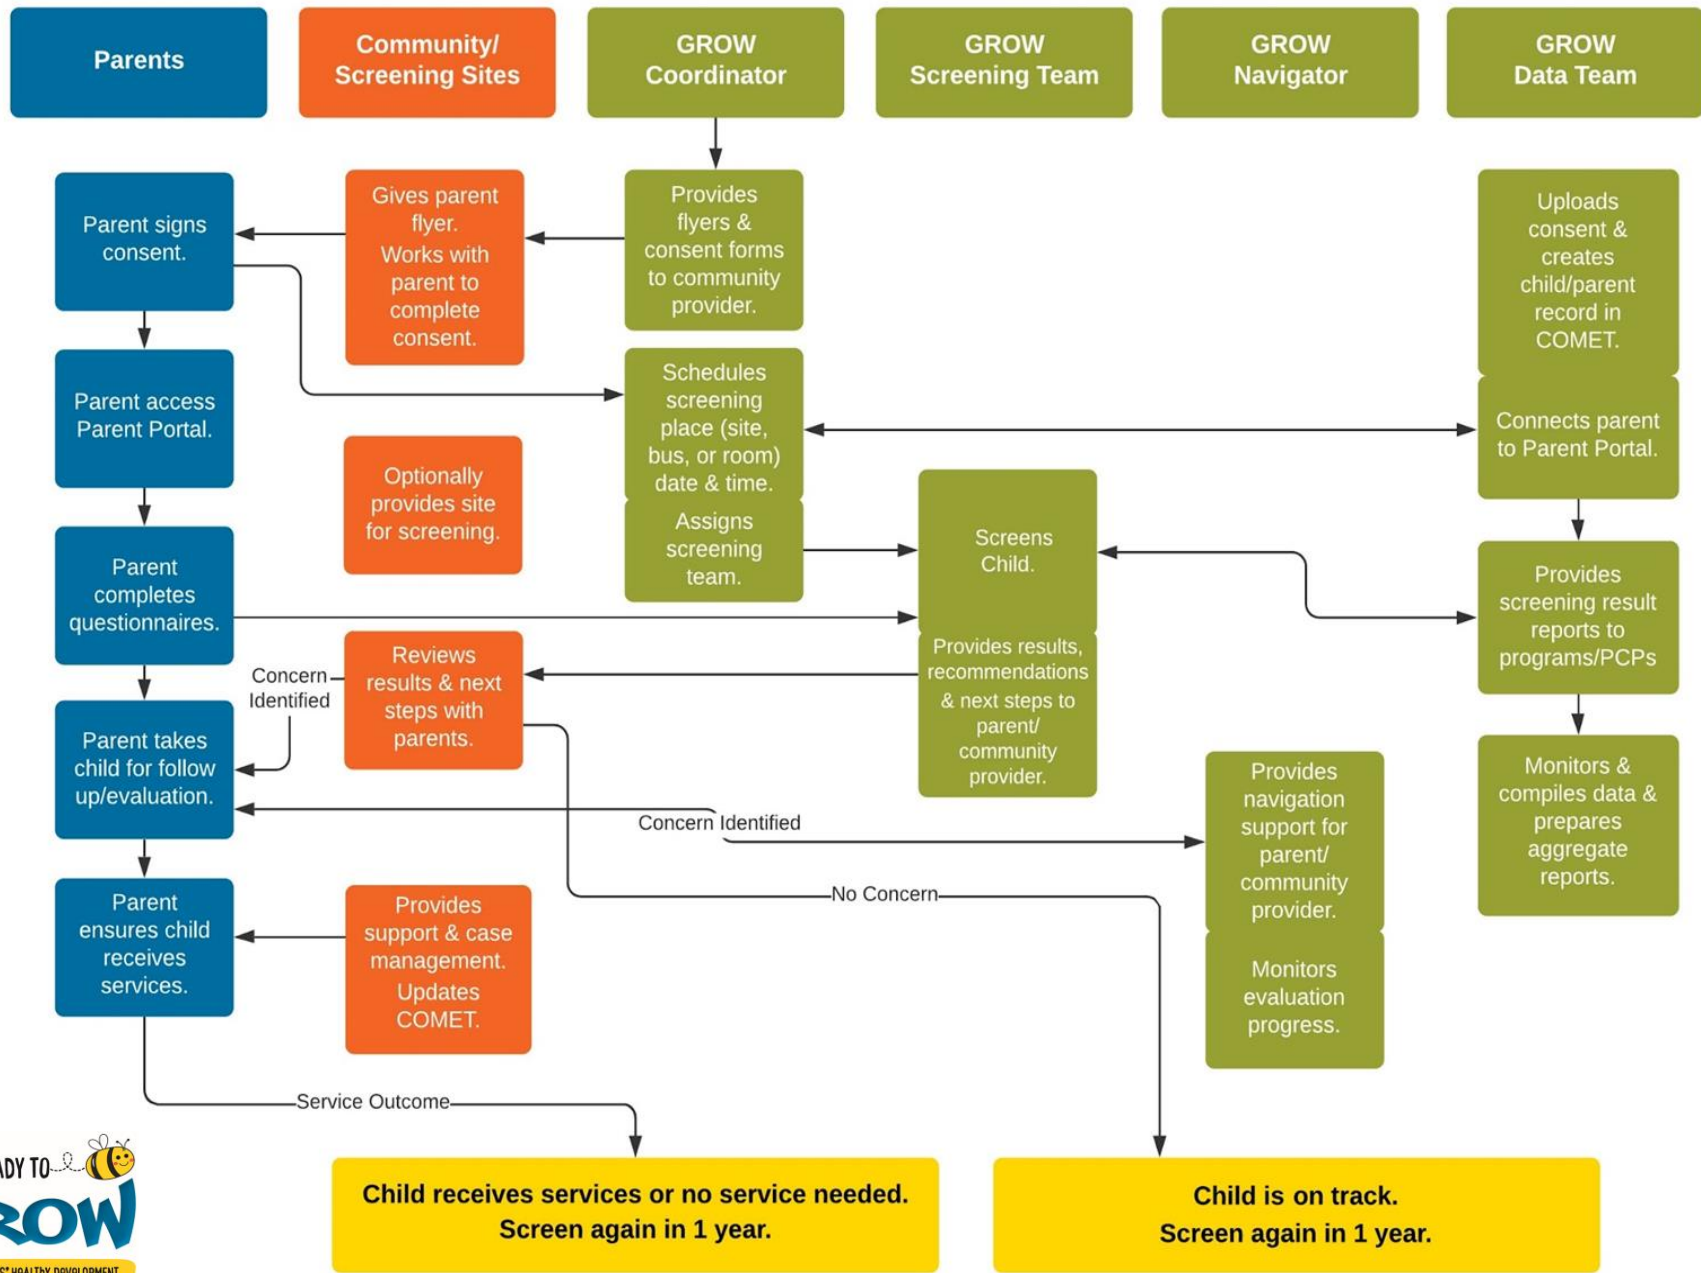 Parents
Community/
Screening Sites
GROW
Coordinator
GROW
Screening Team
GROW
Navigator
GROW
Data Team
Parent signs
consent.
Gives parent
flyer.
Works with
parent to
complete
consent.
Provides
flyers &
consent forms
to community
provider.
Uploads
consent &
creates
child/parent
record in
COMET.
Parent access
Parent Portal.
Schedules
screening
place (site,
bus, or room)
date & time.
Connects parent
to Parent Portal.
Optionally
provides site
for screening.
Assigns
screening
team.
Screens
Child.
Parent
completes
questionnaires.
Provides
screening result
reports to
programs/PCPs
Concern
Identified
Reviews
results & next
steps with
parents.
Provides results,
recommendations
& next steps to
parent/
community
provider.
Parent takes
child for follow
up/evaluation.
Concern Identified
Provides
navigation
support for
parent/
community
provider.
Monitors &
compiles data &
prepares
aggregate
reports.
No Concern
Parent
ensures child
receives
services.
Provides
support & case
management.
Updates
COMET.
Monitors
evaluation
progress.
Service Outcome
Child receives services or no service needed.
Screen again in 1 year.
Child is on track.
Screen again in 1 year.
ADY TO
ROW
HEALTHY DEVELOPMENT